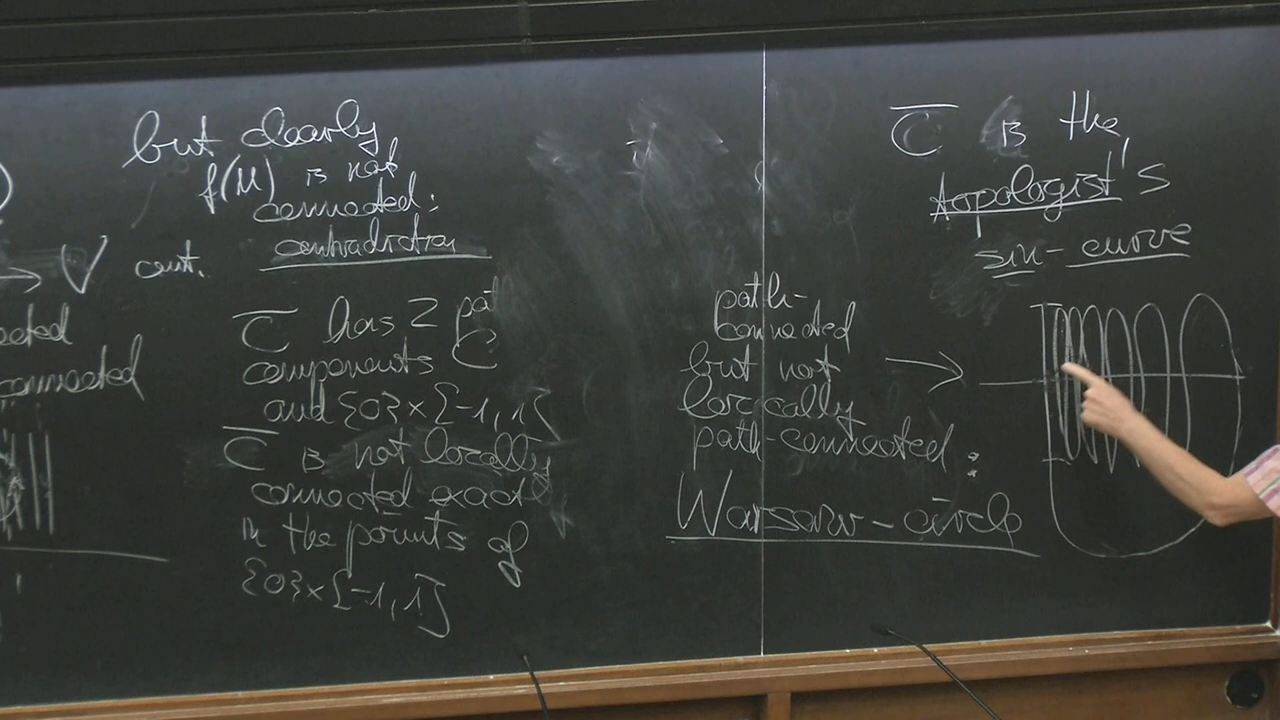 but clearly
f(M) is not
connected:
contradiction
→ V cont.
connected
C̅ has 2 path
components C
and {0}×[-1,1]
C̅ is not locally
connected exactly
in the points of
{0}×[-1,1]
C̅ is the
topologist's
sin-curve
path-
connected
but not
locally
path-connected:
Warsaw-circle